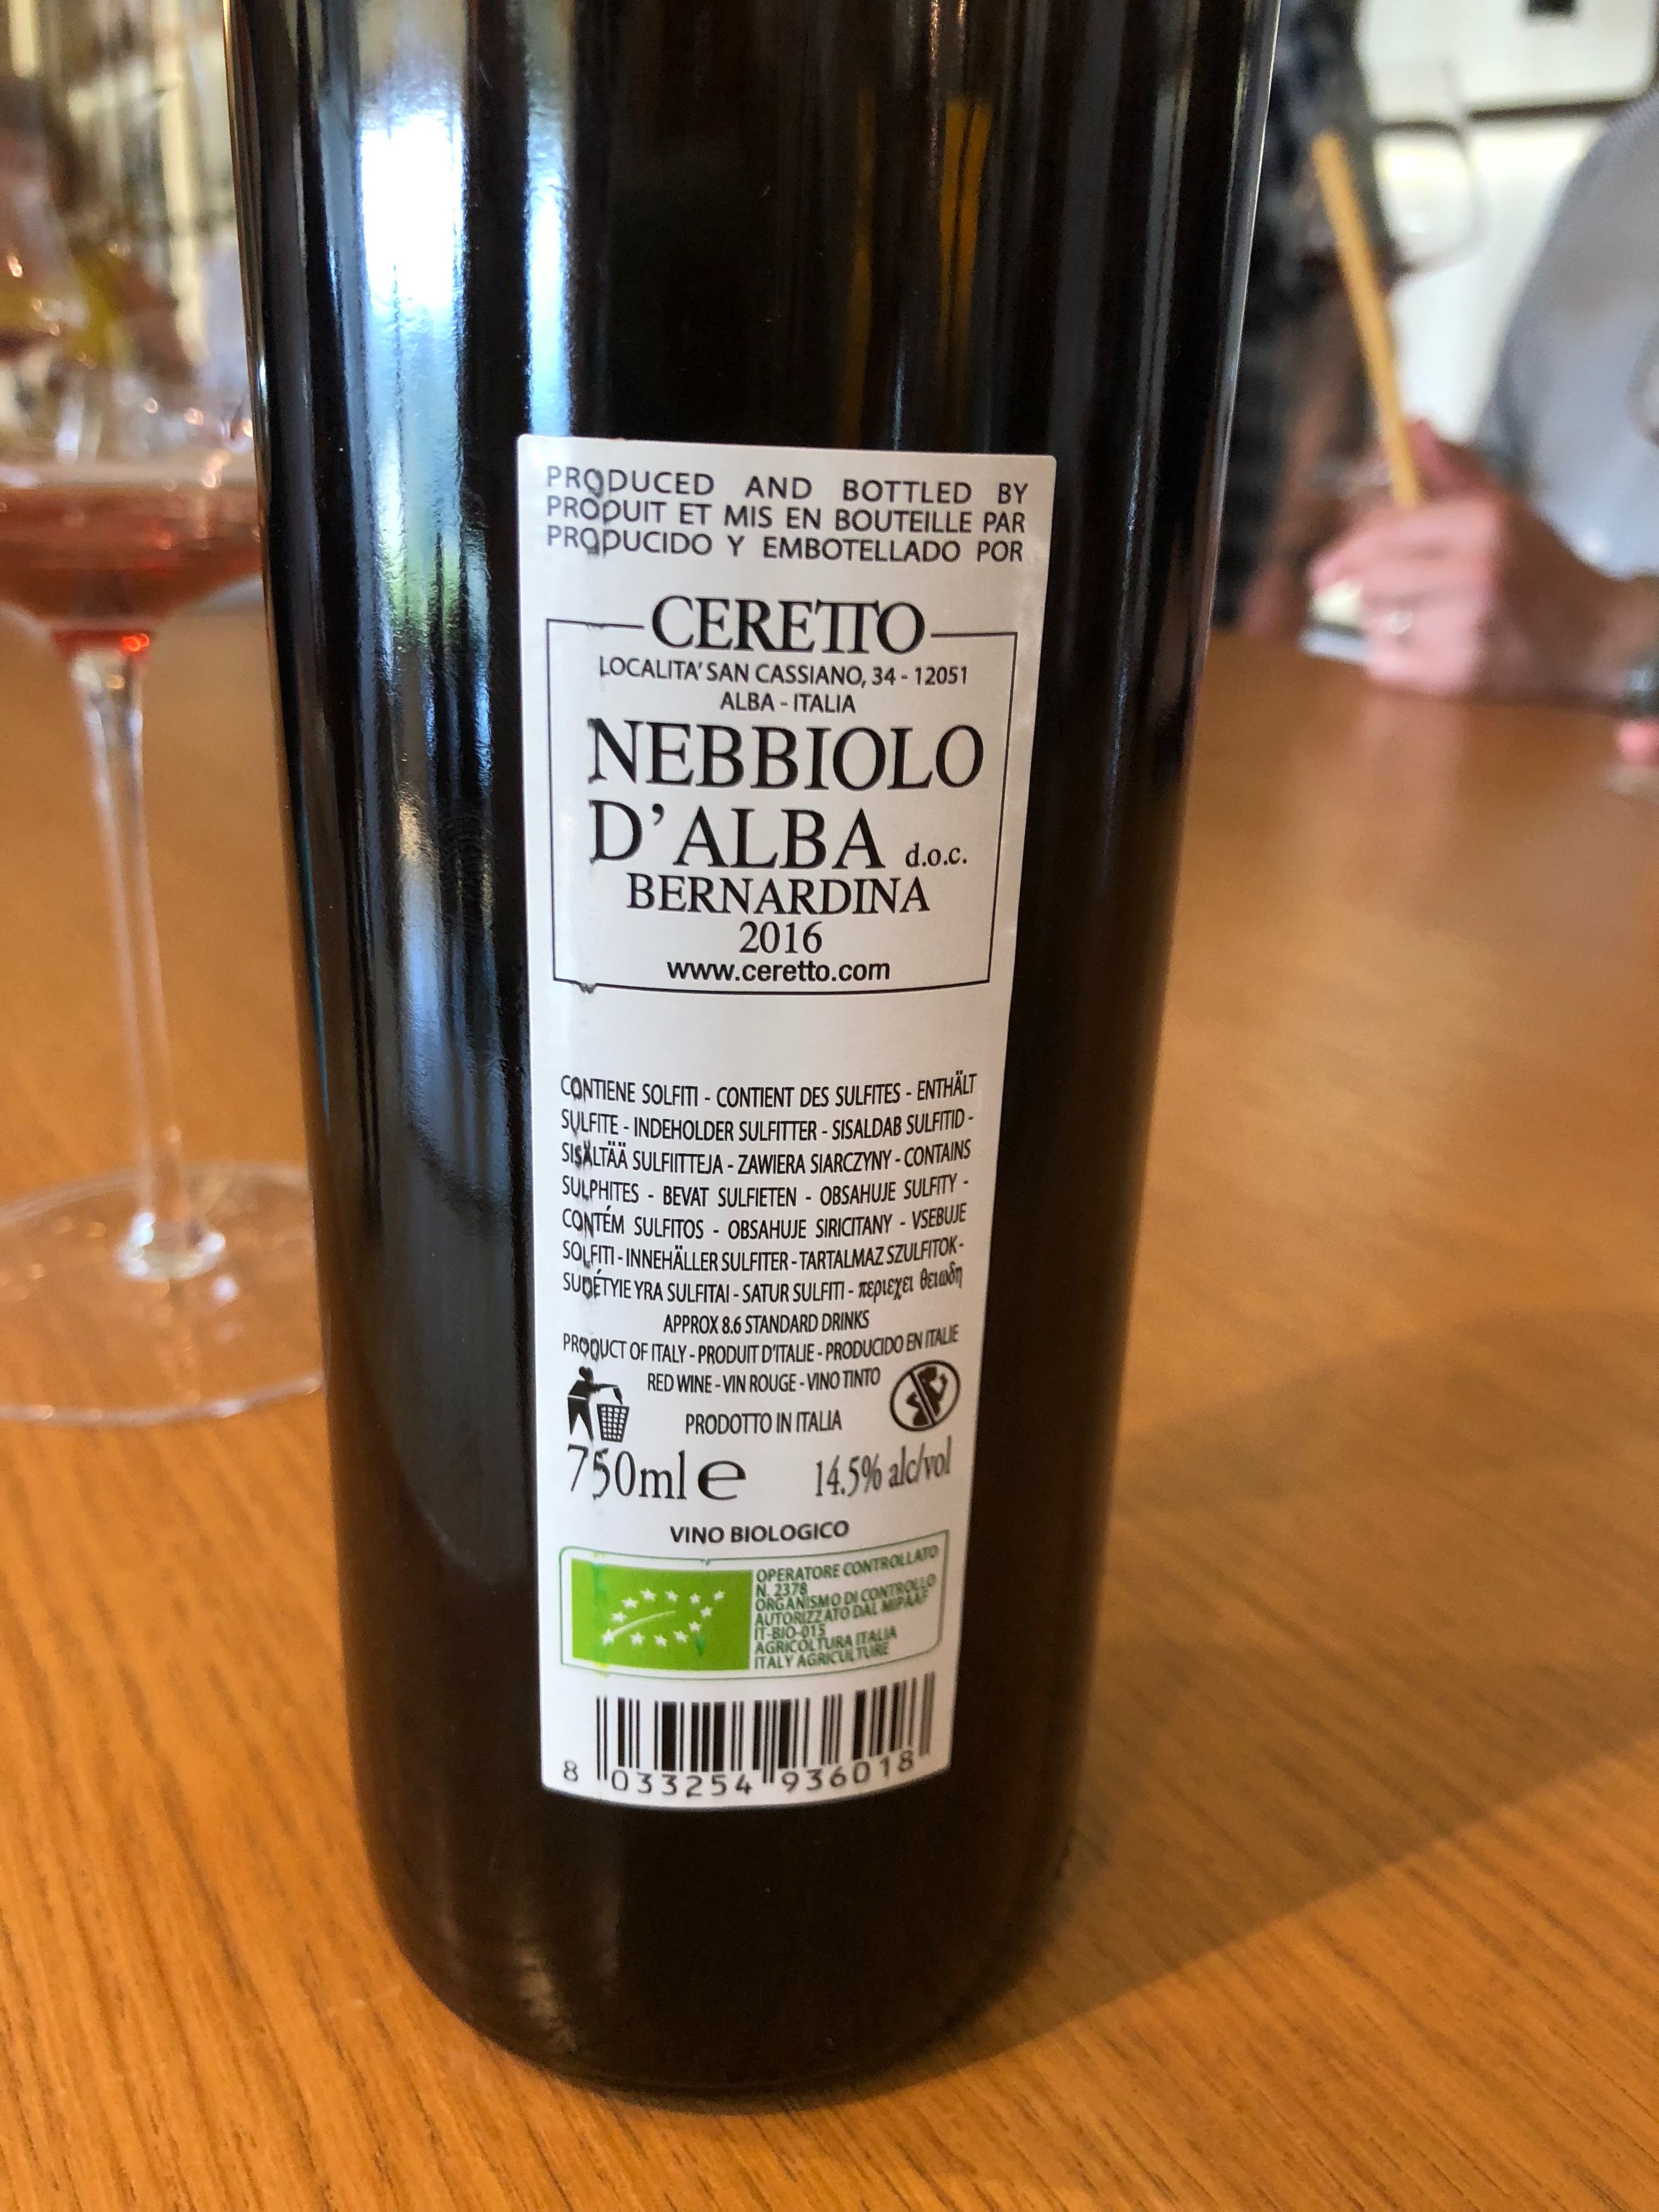 PRODUCED AND BOTTLED BY
PRODUIT ET MIS EN BOUTEILLE PAR
PRODUCIDO Y EMBOTELLADO POR
CERETTO
LOCALITA' SAN CASSIANO, 34 - 12051
ALBA - ITALIA
NEBBIOLO
D'ALBA d.o.c.
BERNARDINA
2016
www.ceretto.com
CONTIENE SOLFITI - CONTIENT DES SULFITES - ENTHÄLT
SULFITE - INDEHOLDER SULFITTER - SISALDAB SULFITID -
SISÄLTÄÄ SULFIITTEJA - ZAWIERA SIARCZYNY - CONTAINS
SULPHITES - BEVAT SULFIETEN - OBSAHUJE SULFITY -
CONTÉM SULFITOS - OBSAHUJE SIRICITANY - VSEBUJE
SOLFITI - INNEHÄLLER SULFITER - TARTALMAZ SZULFITOK -
SUDÉTYIE YRA SULFITAI - SATUR SULFITI - περιεχει θειωδη
APPROX 8.6 STANDARD DRINKS
PRODUCT OF ITALY - PRODUIT D'ITALIE - PRODUCIDO EN ITALIE
RED WINE - VIN ROUGE - VINO TINTO
PRODOTTO IN ITALIA
750ml e 14.5% alc/vol
VINO BIOLOGICO
OPERATORE CONTROLLATO
N. 2378
ORGANISMO DI CONTROLLO
AUTORIZZATO DAL MIPAAF
IT-BIO-015
AGRICOLTURA ITALIA
ITALY AGRICULTURE
8 033254 936018